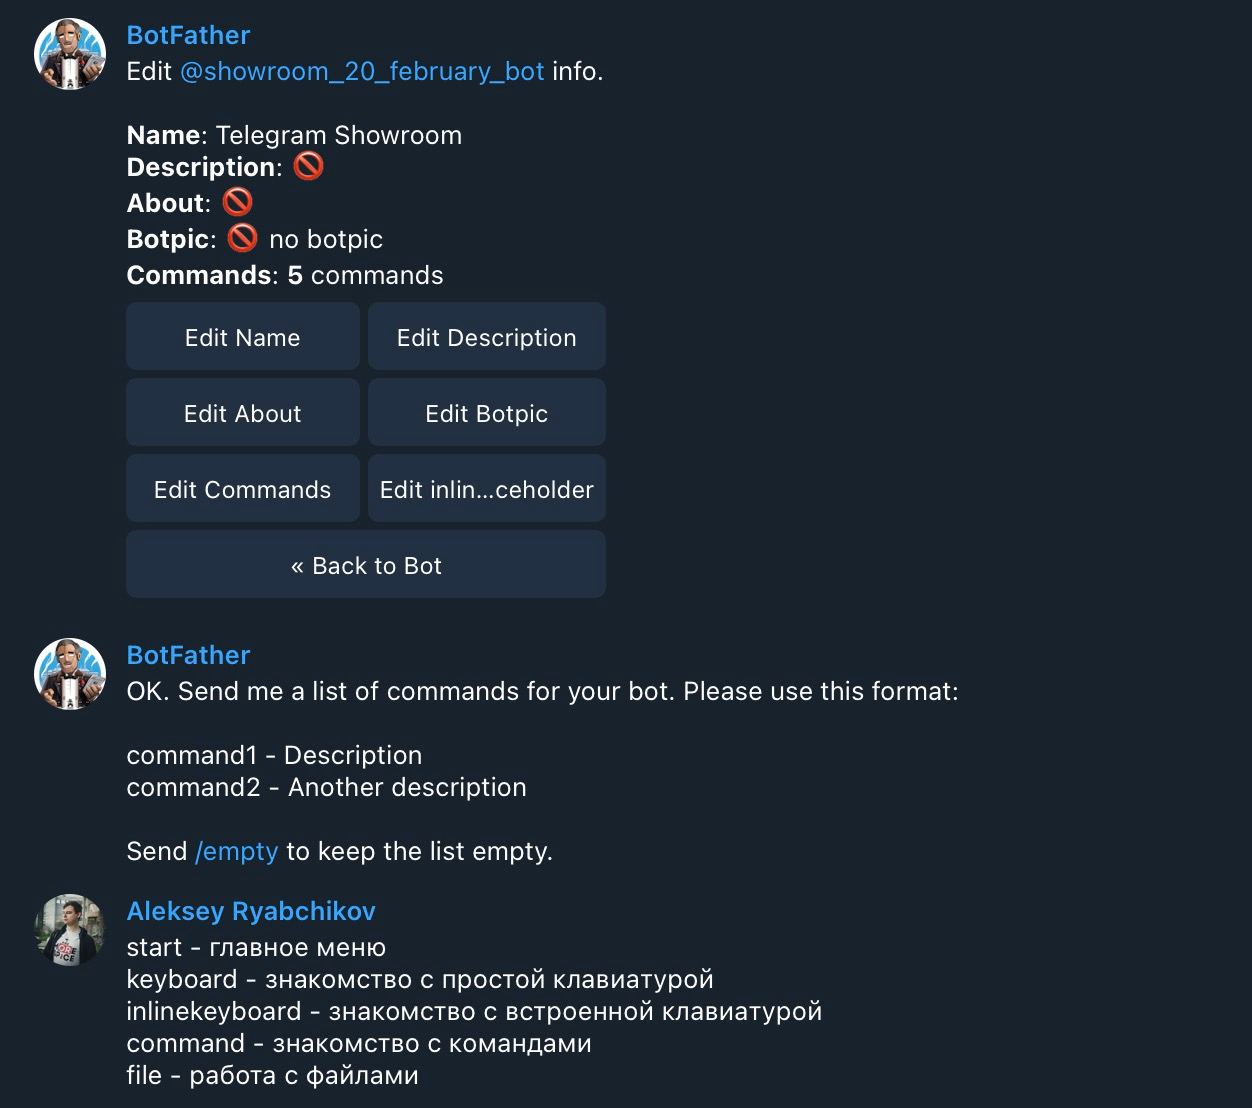 BotFather
Edit @showroom_20_february_bot info.
Name: Telegram Showroom
Description: 🚫
About: 🚫
Botpic: 🚫 no botpic
Commands: 5 commands
Edit Name
Edit Description
Edit About
Edit Botpic
Edit Commands
Edit inlin...ceholder
« Back to Bot
BotFather
OK. Send me a list of commands for your bot. Please use this format:
command1 - Description
command2 - Another description
Send /empty to keep the list empty.
Aleksey Ryabchikov
start - главное меню
keyboard - знакомство с простой клавиатурой
inlinekeyboard - знакомство с встроенной клавиатурой
command - знакомство с командами
file - работа с файлами